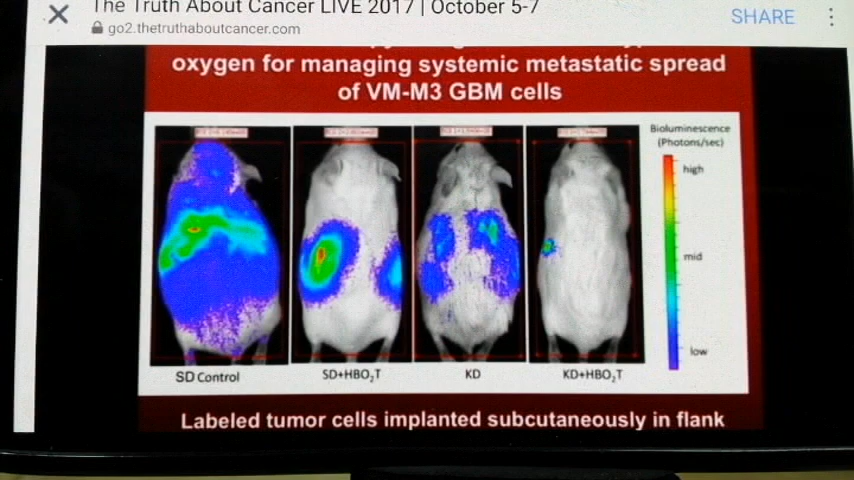 The Truth About Cancer LIVE 2017 | October 5-7
go2.thetruthaboutcancer.com
SHARE
oxygen for managing systemic metastatic spread
of VM-M3 GBM cells
Bioluminescence
(Photons/sec)
high
mid
low
SD Control
SD+HBO₂T
KD
KD+HBO₂T
Labeled tumor cells implanted subcutaneously in flank